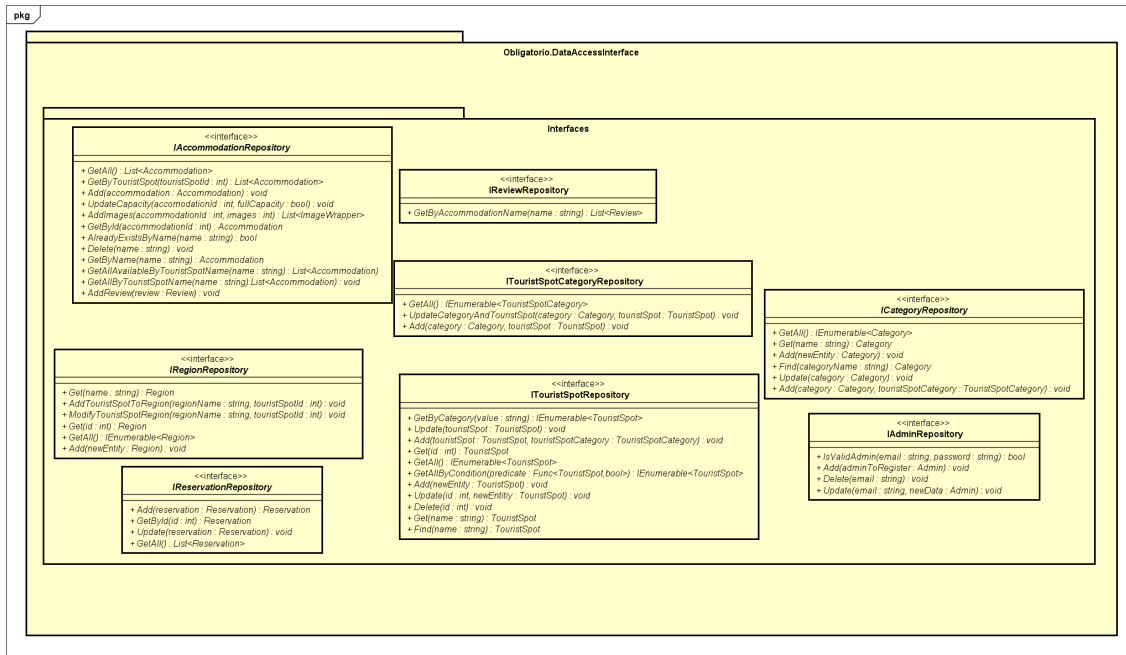 pkg
Obligatorio.DataAccessInterface
Interfaces
<<interface>>
IAccommodationRepository
+ GetAll() : List<Accommodation>
+ GetByTouristSpot(touristSpotId : int) : List<Accommodation>
+ Add(accommodation : Accommodation) : void
+ UpdateCapacity(accomodationId : int, fullCapacity : bool) : void
+ AddImages(accommodationId : int, images : int) : List<ImageWrapper>
+ GetById(accommodationId : int) : Accommodation
+ AlreadyExistsByName(name : string) : bool
+ Delete(name : string) : void
+ GetByName(name : string) : Accommodation
+ GetAllAvailableByTouristSpotName(name : string) : List<Accommodation)
+ GetAllByTouristSpotName(name : string):List<Accommodation) : void
+ AddReview(review : Review) : void
<<interface>>
IReviewRepository
+ GetByAccommodationName(name : string) : List<Review>
<<interface>>
ITouristSpotCategoryRepository
+ GetAll() : IEnumerable<TouristSpotCategory>
+ UpdateCategoryAndTouristSpot(category : Category, touristSpot : TouristSpot) : void
+ Add(category : Category, touristSpot : TouristSpot) : void
<<interface>>
ICategoryRepository
+ GetAll() : IEnumerable<Category>
+ Get(name : string) : Category
+ Add(newEntity : Category) : void
+ Find(categoryName : string) : Category
+ Update(category : Category) : void
+ Add(category : Category, touristSpotCategory : TouristSpotCategory) : void
<<interface>>
IRegionRepository
+ Get(name : string) : Region
+ AddTouristSpotToRegion(regionName : string, touristSpotId : int) : void
+ ModifyTouristSpotRegion(regionName : string, touristSpotId : int) : void
+ Get(id : int) : Region
+ GetAll() : IEnumerable<Region>
+ Add(newEntity : Region) : void
<<interface>>
ITouristSpotRepository
+ GetByCategory(value : string) : IEnumerable<TouristSpot>
+ Update(touristSpot : TouristSpot) : void
+ Add(touristSpot : TouristSpot, touristSpotCategory : TouristSpotCategory) : void
+ Get(id : int) : TouristSpot
+ GetAll() : IEnumerable<TouristSpot>
+ GetAllByCondition(predicate : Func<TouristSpot,bool>) : IEnumerable<TouristSpot>
+ Add(newEntity : TouristSpot) : void
+ Update(id : int, newEntitiy : TouristSpot) : void
+ Delete(id : int) : void
+ Get(name : string) : TouristSpot
+ Find(name : string) : TouristSpot
<<interface>>
IAdminRepository
+ IsValidAdmin(email : string, password : string) : bool
+ Add(adminToRegister : Admin) : void
+ Delete(email : string) : void
+ Update(email : string, newData : Admin) : void
<<interface>>
IReservationRepository
+ Add(reservation : Reservation) : Reservation
+ GetById(id : int) : Reservation
+ Update(reservation : Reservation) : void
+ GetAll() : List<Reservation>